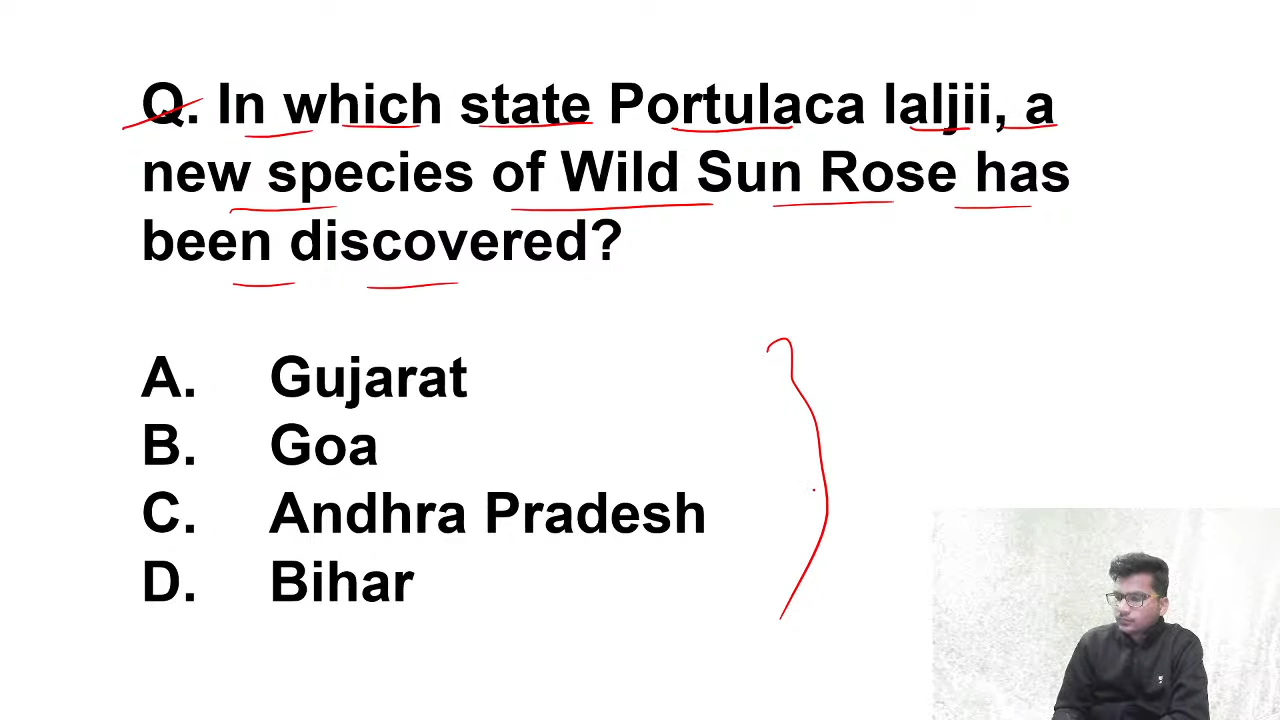 Q. In which state Portulaca laljii, a
new species of Wild Sun Rose has
been discovered?
A. Gujarat
B. Goa
C. Andhra Pradesh
D. Bihar